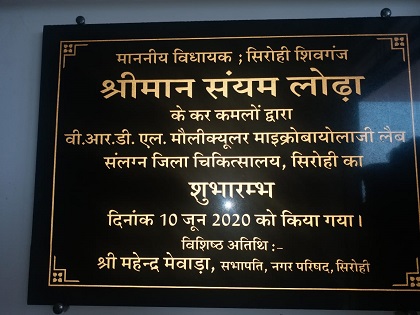 माननीय विधायक ; सिरोही शिवगंज
श्रीमान संयम लोढ़ा
के कर कमलों द्वारा
वी.आर.डी. एल. मौलीक्यूलर माइक्रोबायोलाजी लैब
संलग्न जिला चिकित्सालय, सिरोही का
शुभारम्भ
दिनांक 10 जून 2020 को किया गया।
विशिष्ठ अतिथि :–
श्री महेन्द्र मेवाड़ा, सभापति, नगर परिषद, सिरोही